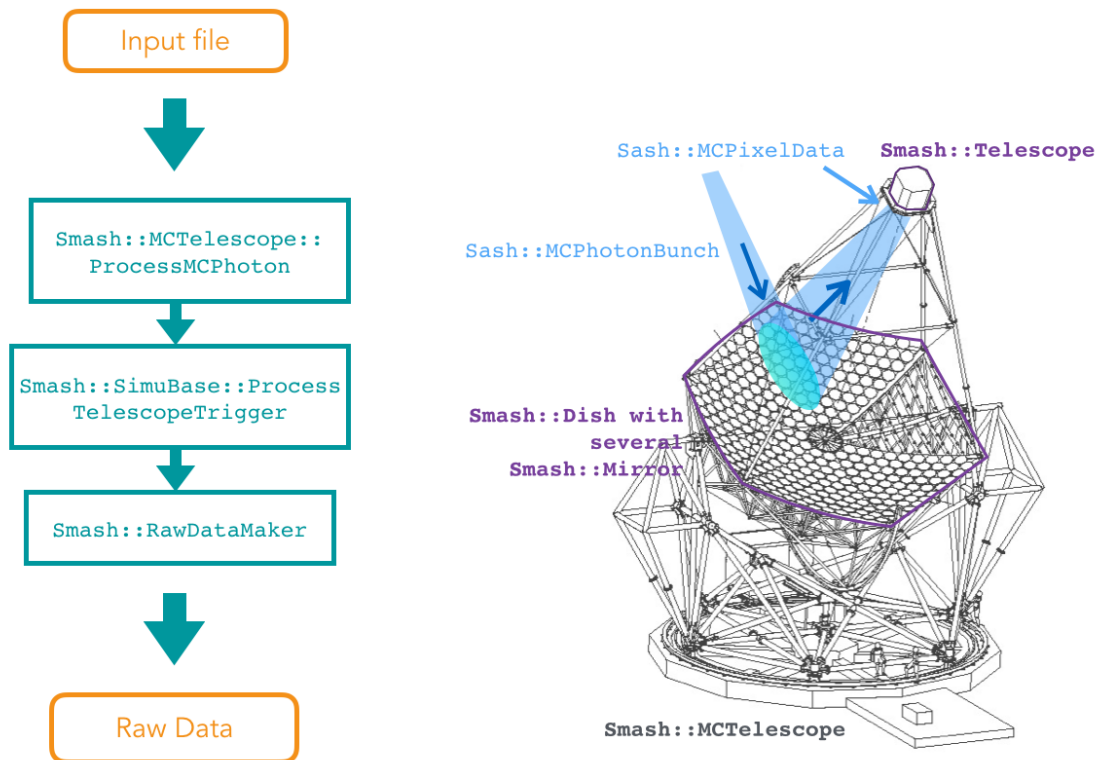 Input file
Smash::MCTelescope::
ProcessMCPhoton
Smash::SimuBase::Process
TelescopeTrigger
Smash::RawDataMaker
Raw Data
Sash::MCPixelData
Smash::Telescope
Sash::MCPhotonBunch
Smash::Dish with
several
Smash::Mirror
Smash::MCTelescope